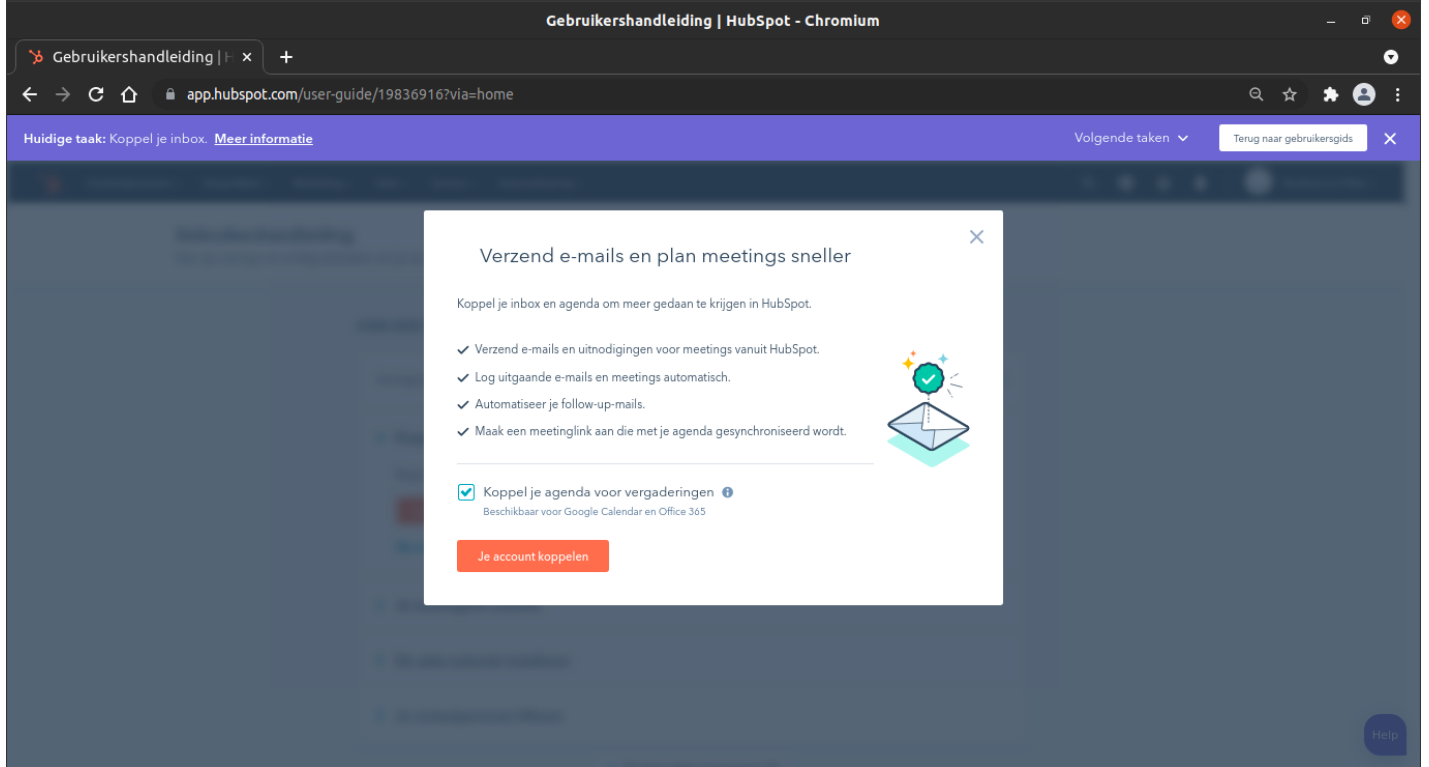 Gebruikershandleiding | HubSpot - Chromium
Gebruikershandleiding | H
app.hubspot.com/user-guide/19836916?via=home
Huidige taak: Koppel je inbox. Meer informatie
Volgende taken
Terug naar gebruikersgids
Verzend e-mails en plan meetings sneller
Koppel je inbox en agenda om meer gedaan te krijgen in HubSpot.
Verzend e-mails en uitnodigingen voor meetings vanuit HubSpot.
Log uitgaande e-mails en meetings automatisch.
Automatiseer je follow-up-mails.
Maak een meetinglink aan die met je agenda gesynchroniseerd wordt.
Koppel je agenda voor vergaderingen
Beschikbaar voor Google Calendar en Office 365
Je account koppelen
Help